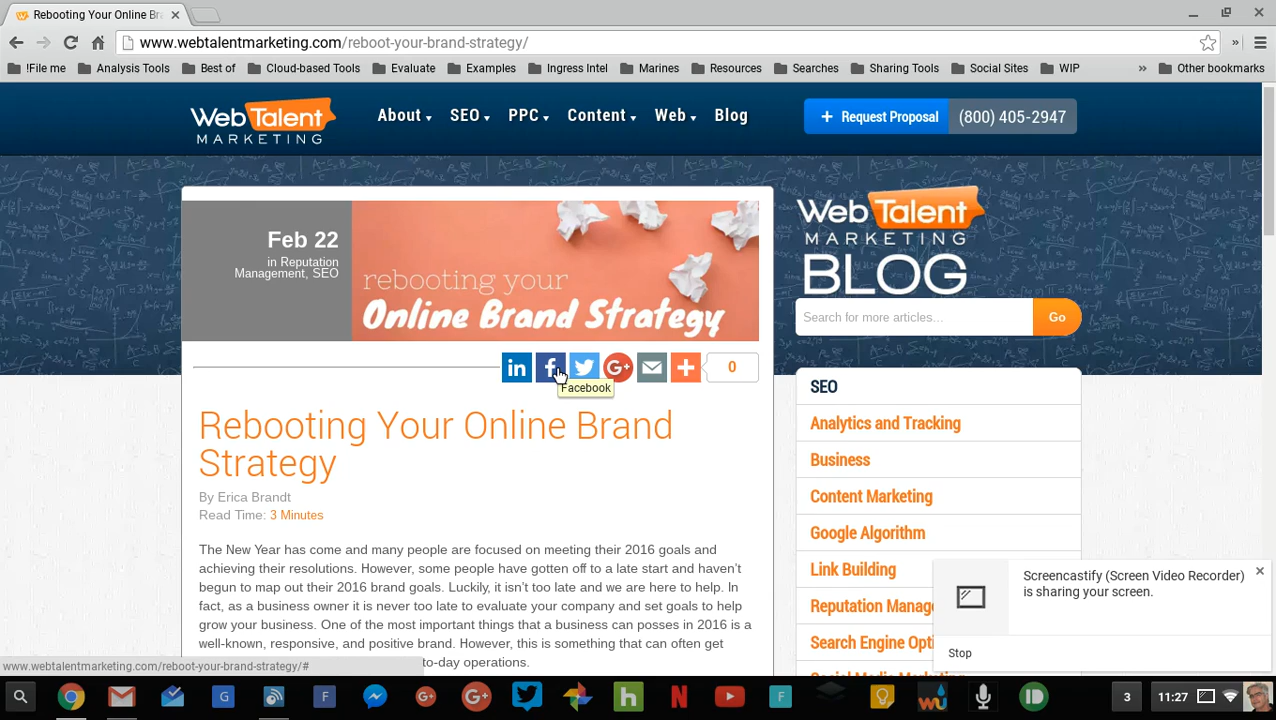 Rebooting Your Online Br
www.webtalentmarketing.com/reboot-your-brand-strategy/
!File me
Analysis Tools
Best of
Cloud-based Tools
Evaluate
Examples
Ingress Intel
Marines
Resources
Searches
Sharing Tools
Social Sites
WIP
»
Other bookmarks
Web Talent
MARKETING
About
SEO
PPC
Content
Web
Blog
+ Request Proposal
(800) 405-2947
Feb 22
in Reputation
Management, SEO
rebooting your
Online Brand Strategy
Web Talent
MARKETING
BLOG
Search for more articles...
Go
in
f
G+
+
0
Facebook
Rebooting Your Online Brand
Strategy
By Erica Brandt
Read Time: 3 Minutes
The New Year has come and many people are focused on meeting their 2016 goals and
achieving their resolutions. However, some people have gotten off to a late start and haven't
begun to map out their 2016 brand goals. Luckily, it isn't too late and we are here to help. In
fact, as a business owner it is never too late to evaluate your company and set goals to help
grow your business. One of the most important things that a business can posses in 2016 is a
well-known, responsive, and positive brand. However, this is something that can often get
to-day operations.
SEO
Analytics and Tracking
Business
Content Marketing
Google Algorithm
Link Building
Reputation Manage
Search Engine Opti
Screencastify (Screen Video Recorder)
is sharing your screen.
Stop
www.webtalentmarketing.com/reboot-your-brand-strategy/#
3
11:27